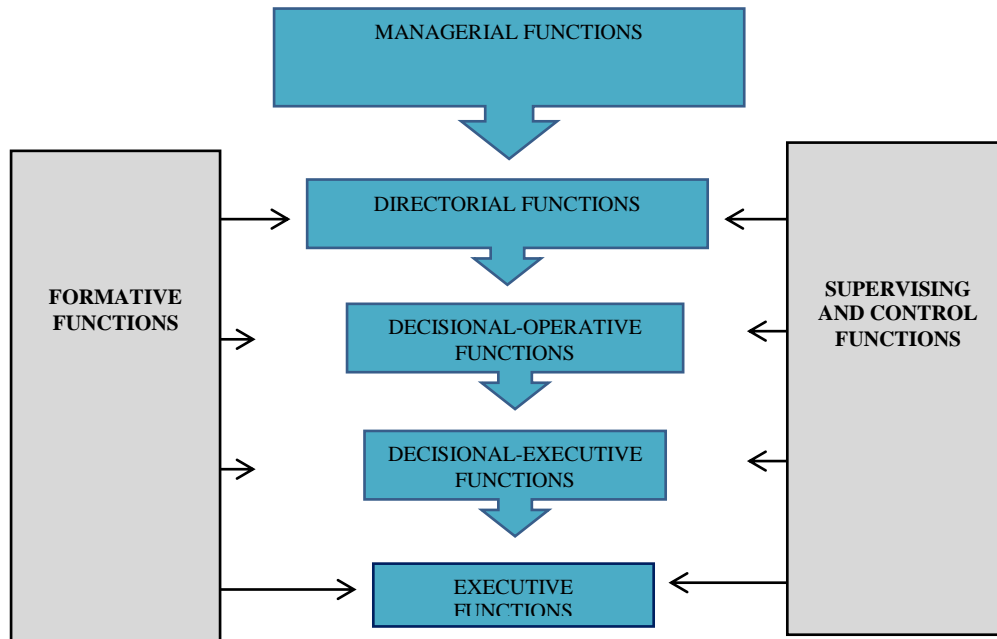 MANAGERIAL FUNCTIONS
DIRECTORIAL FUNCTIONS
FORMATIVE
FUNCTIONS
SUPERVISING
AND CONTROL
FUNCTIONS
DECISIONAL-OPERATIVE
FUNCTIONS
DECISIONAL-EXECUTIVE
FUNCTIONS
EXECUTIVE
FUNCTIONS